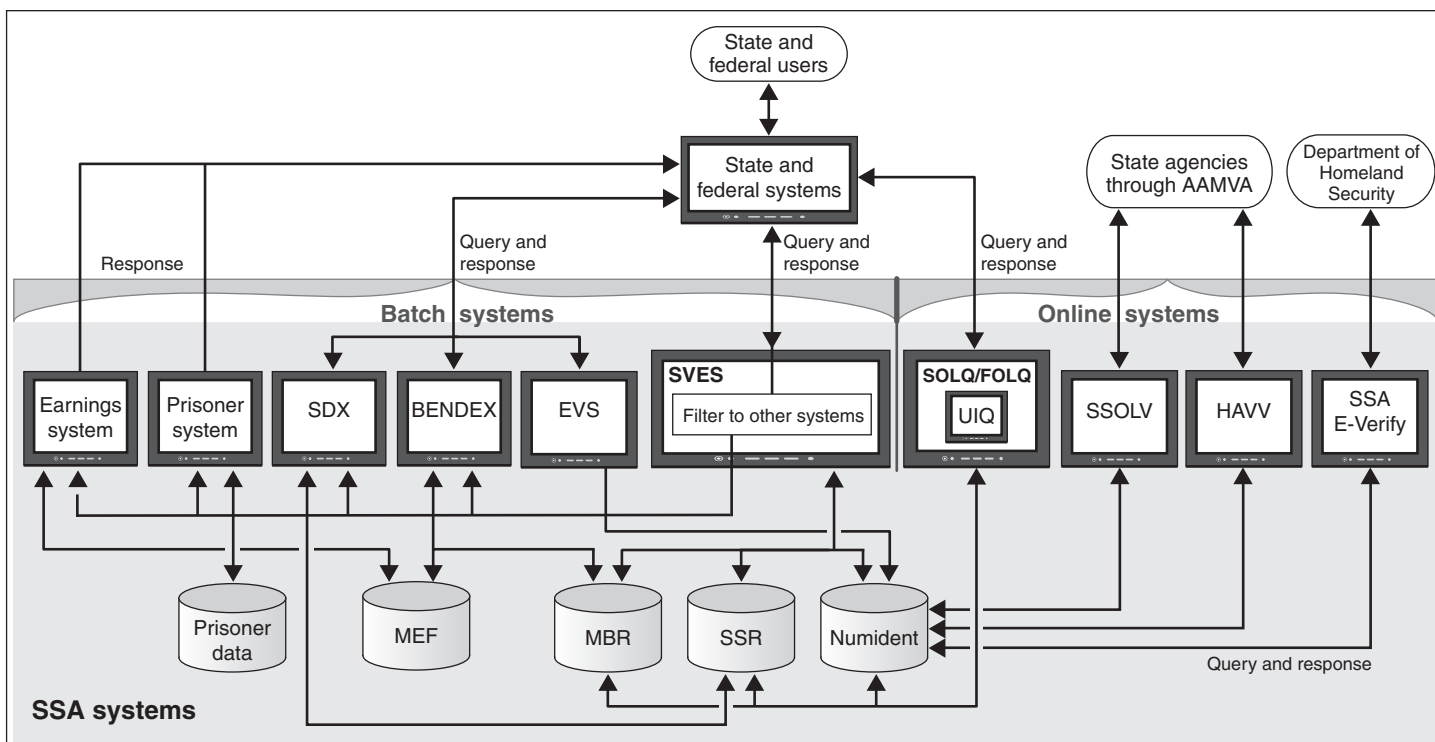 State and
federal users
State and
federal systems
State agencies
through AAMVA
Department of
Homeland
Security
Response
Query and
response
Query and
response
Query and
response
Batch systems
Online systems
Earnings
system
Prisoner
system
SDX
BENDEX
EVS
SVES
Filter to other systems
SOLQ/FOLQ
UIQ
SSOLV
HAVV
SSA
E-Verify
Prisoner
data
MEF
MBR
SSR
Numident
Query and response
SSA systems